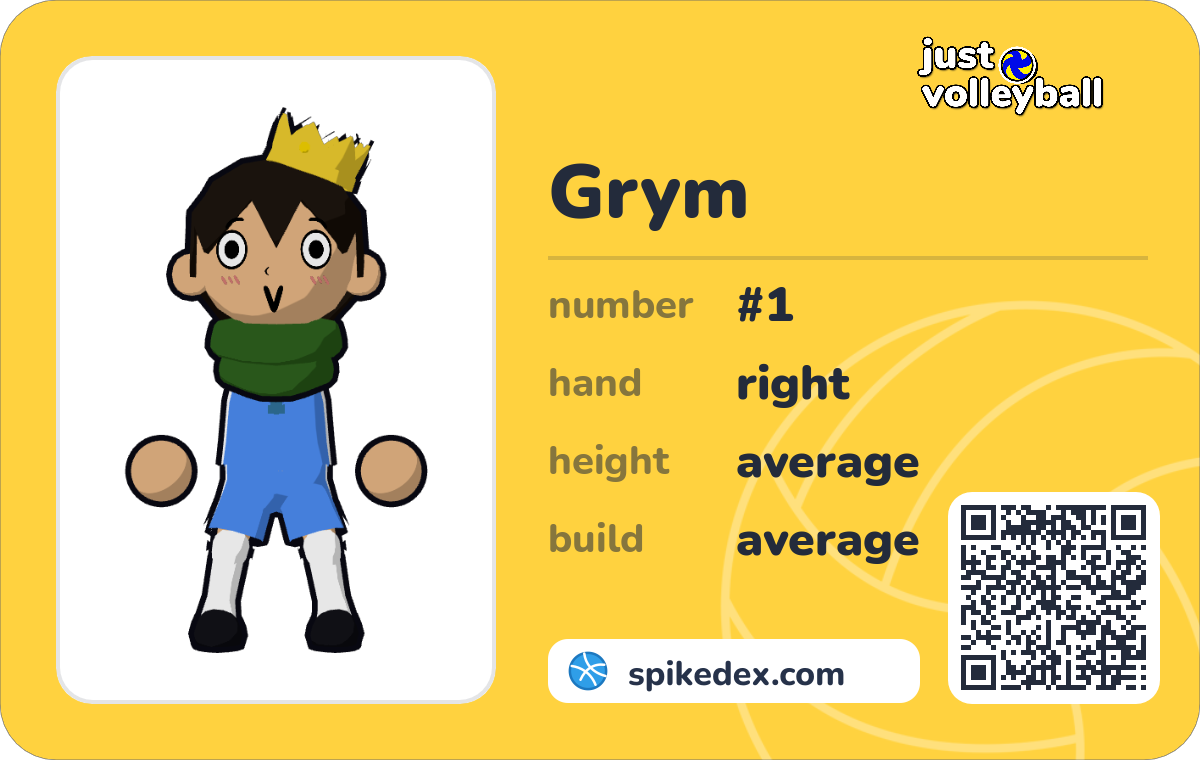 just
volleyball
Grym
number #1
hand right
height average
build average
spikedex.com